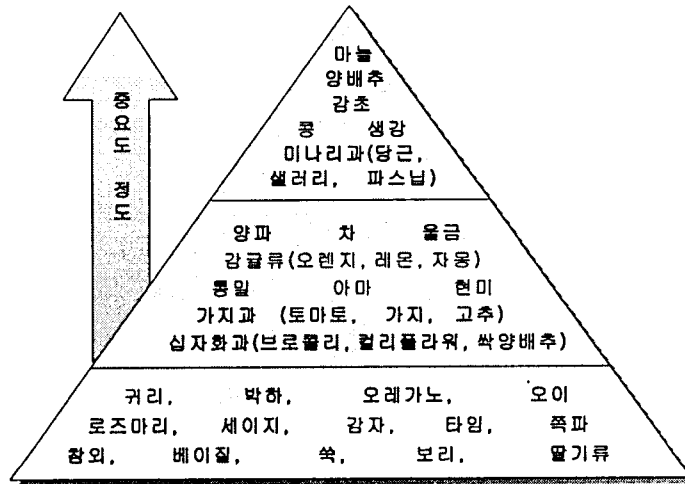 중요도 정도
마늘
양배추
감초
콩 생강
미나리과(당근,
샐러리, 파스닙)
양파 차 울금
감귤류(오렌지, 레몬, 자몽)
통밀 아마 현미
가지과 (토마토, 가지, 고추)
십자화과(브로콜리, 컬리플라워, 싹양배추)
귀리, 박하, 오레가노, 오이
로즈마리, 세이지, 감자, 타임, 쪽파
참외, 베이질, 쑥, 보리, 딸기류